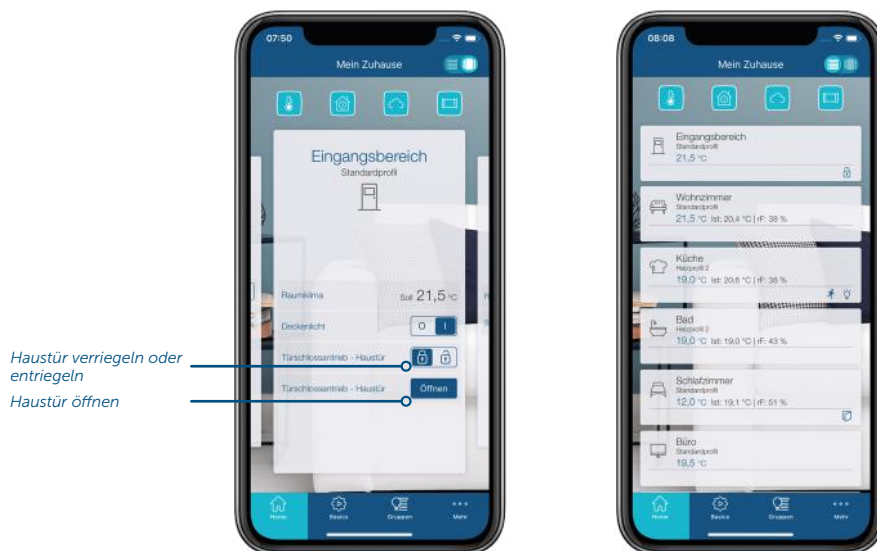 07:50
Mein Zuhause
Eingangsbereich
Standardprofil
Raumklima
Soll 21,5 °C
Deckenlicht
O I
Türschlossantrieb - Haustür
Türschlossantrieb - Haustür
Öffnen
Home
Basics
Gruppen
Mehr
Haustür verriegeln oder
entriegeln
Haustür öffnen
08:08
Mein Zuhause
Eingangsbereich
Standardprofil
21,5 °C
Wohnzimmer
Standardprofil
21,5 °C Ist: 20,4 °C | rF: 38 %
Küche
Heizprofil 2
19,0 °C Ist: 20,6 °C | rF: 38 %
Bad
Heizprofil 2
19,0 °C Ist: 19,0 °C | rF: 43 %
Schlafzimmer
Standardprofil
12,0 °C Ist: 19,1 °C | rF: 51 %
Büro
Standardprofil
19,5 °C
Home
Basics
Gruppen
Mehr